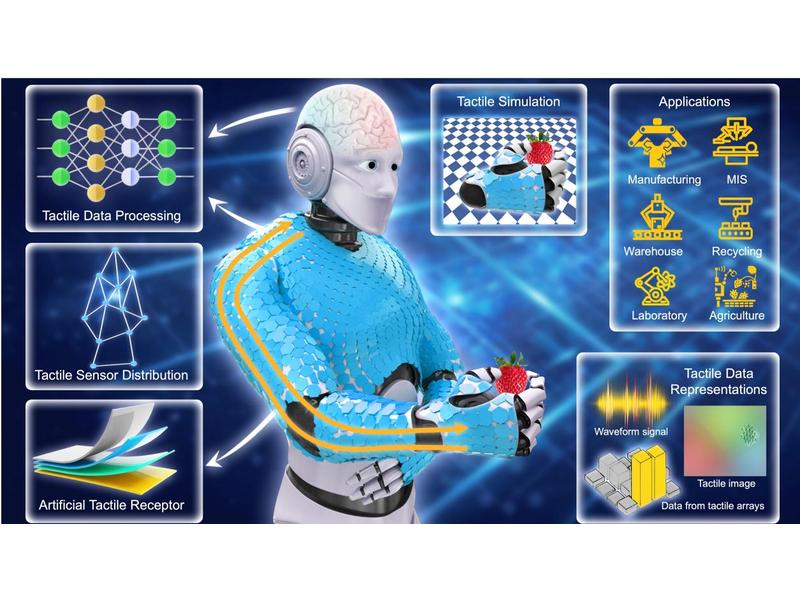 Tactile Data Processing
Tactile Sensor Distribution
Artificial Tactile Receptor
Tactile Simulation
Applications
Manufacturing
MIS
Warehouse
Recycling
Laboratory
Agriculture
Tactile Data
Representations
Waveform signal
Tactile image
Data from tactile arrays